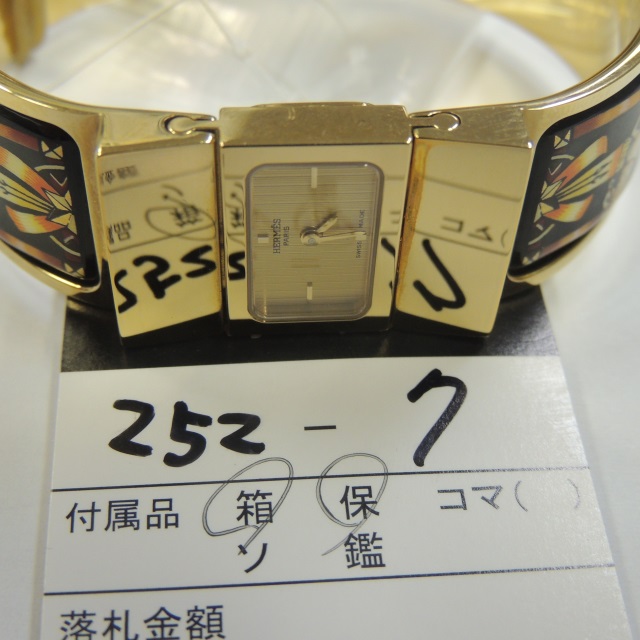 HERMÈS
PARIS
252-7
付属品 箱 保 コマ( )
ソ 鑑
落札金額